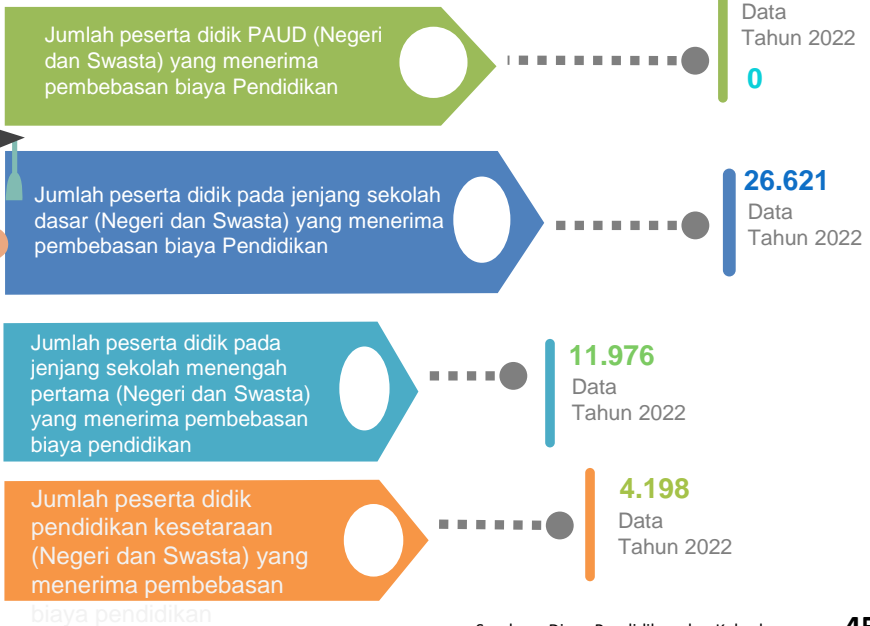 Jumlah peserta didik PAUD (Negeri
dan Swasta) yang menerima
pembebasan biaya Pendidikan
Data
Tahun 2022
0
Jumlah peserta didik pada jenjang sekolah
dasar (Negeri dan Swasta) yang menerima
pembebasan biaya Pendidikan
26.621
Data
Tahun 2022
Jumlah peserta didik pada
jenjang sekolah menengah
pertama (Negeri dan Swasta)
yang menerima pembebasan
biaya pendidikan
11.976
Data
Tahun 2022
Jumlah peserta didik
pendidikan kesetaraan
(Negeri dan Swasta) yang
menerima pembebasan
biaya pendidikan
4.198
Data
Tahun 2022